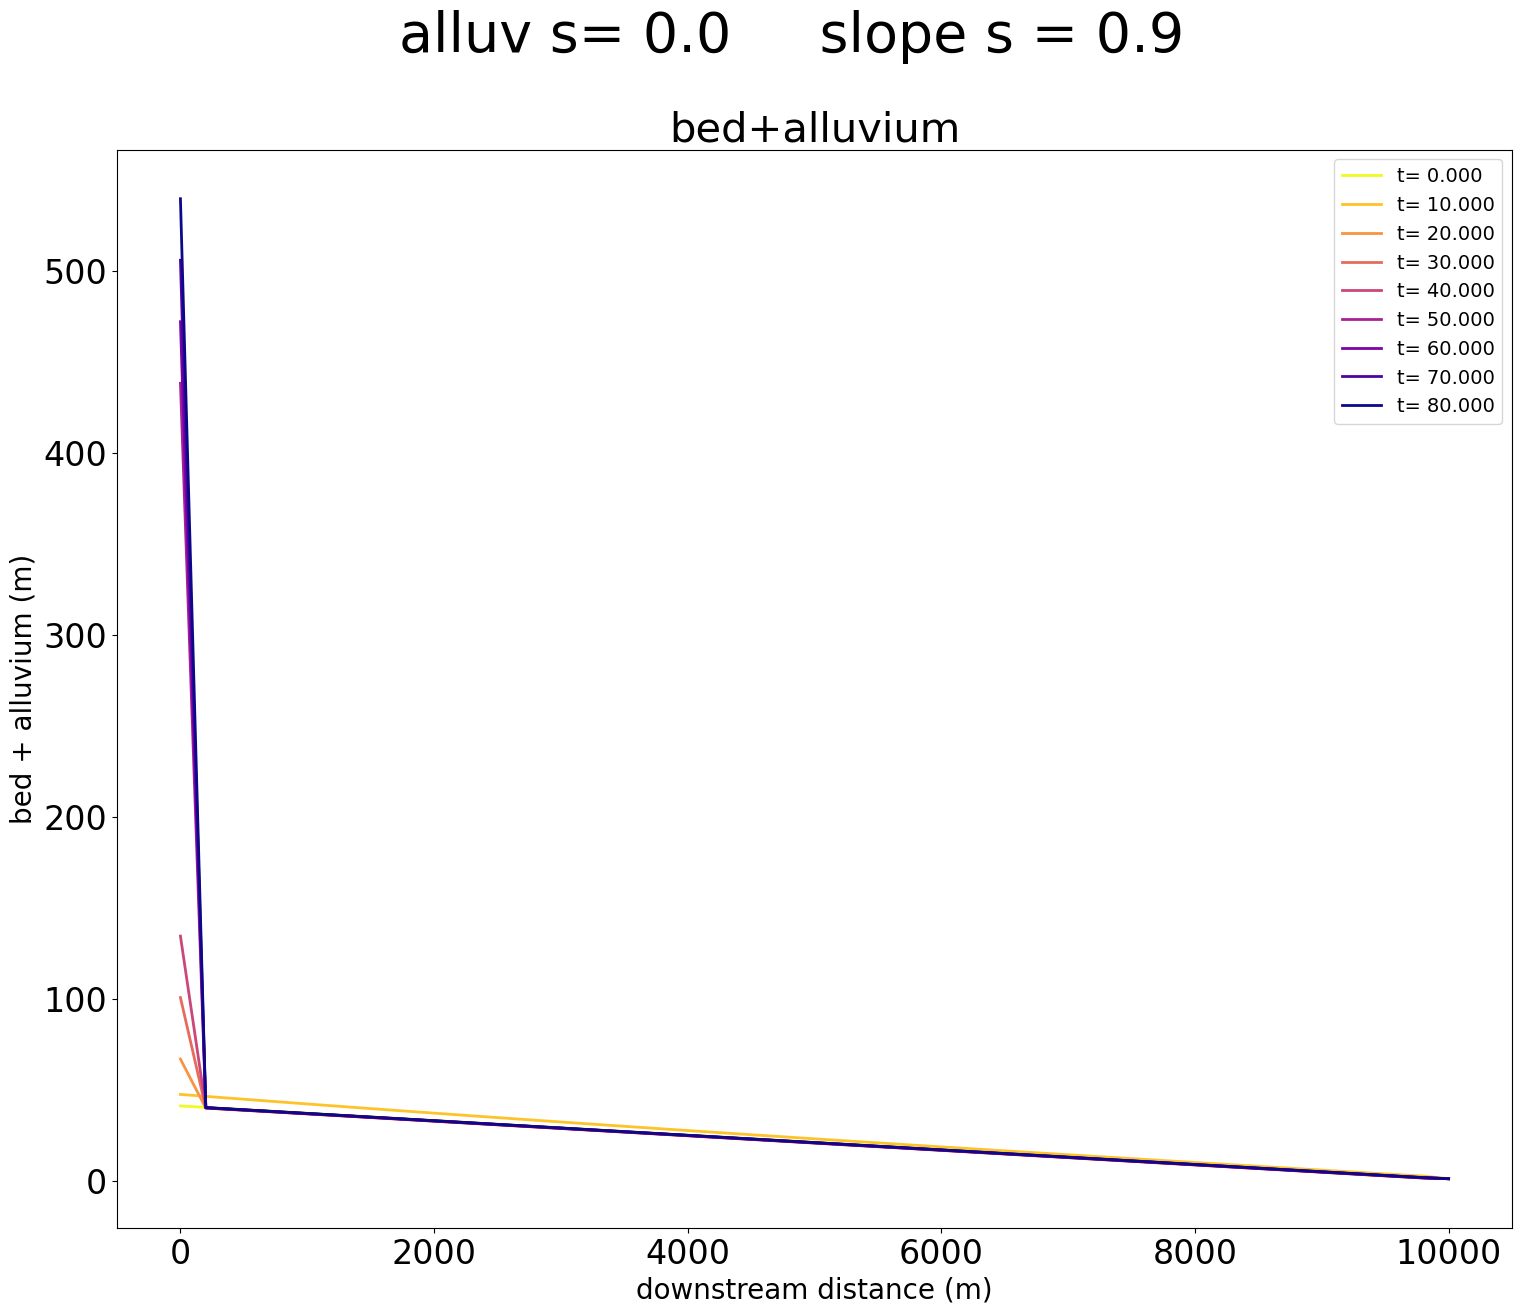 alluv s= 0.0 slope s = 0.9
bed+alluvium
t= 0.000
t= 10.000
t= 20.000
t= 30.000
t= 40.000
t= 50.000
t= 60.000
t= 70.000
t= 80.000
500
400
300
200
100
0
bed + alluvium (m)
0 2000 4000 6000 8000 10000
downstream distance (m)